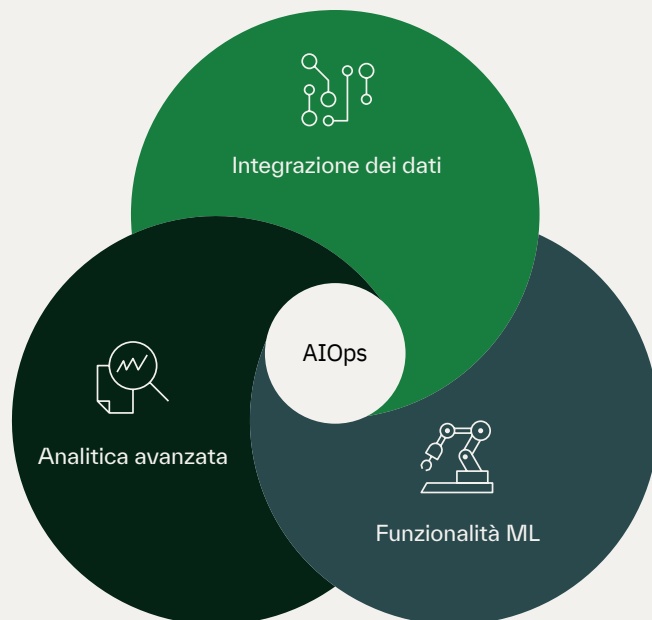 Integrazione dei dati
AIOps
Analitica avanzata
Funzionalità ML